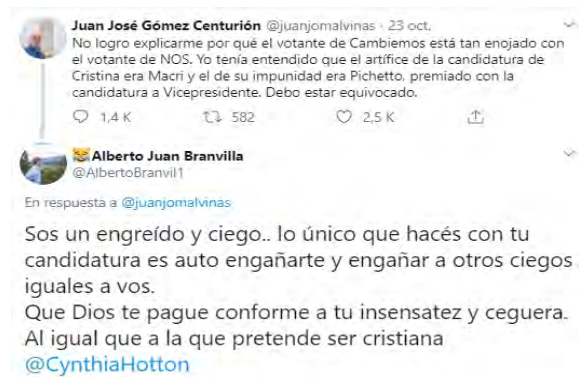 Juan José Gómez Centurión @juanjomalvinas · 23 oct.
No logro explicarme por qué el votante de Cambiemos está tan enojado con
el votante de NOS. Yo tenía entendido que el artífice de la candidatura de
Cristina era Macri y el de su impunidad era Pichetto, premiado con la
candidatura a Vicepresidente. Debo estar equivocado.
1,4 K 582 2,5 K
Alberto Juan Branvilla
@AlbertoBranvil1
En respuesta a @juanjomalvinas
Sos un engreído y ciego.. lo único que hacés con tu
candidatura es auto engañarte y engañar a otros ciegos
iguales a vos.
Que Dios te pague conforme a tu insensatez y ceguera.
Al igual que a la que pretende ser cristiana
@CynthiaHotton